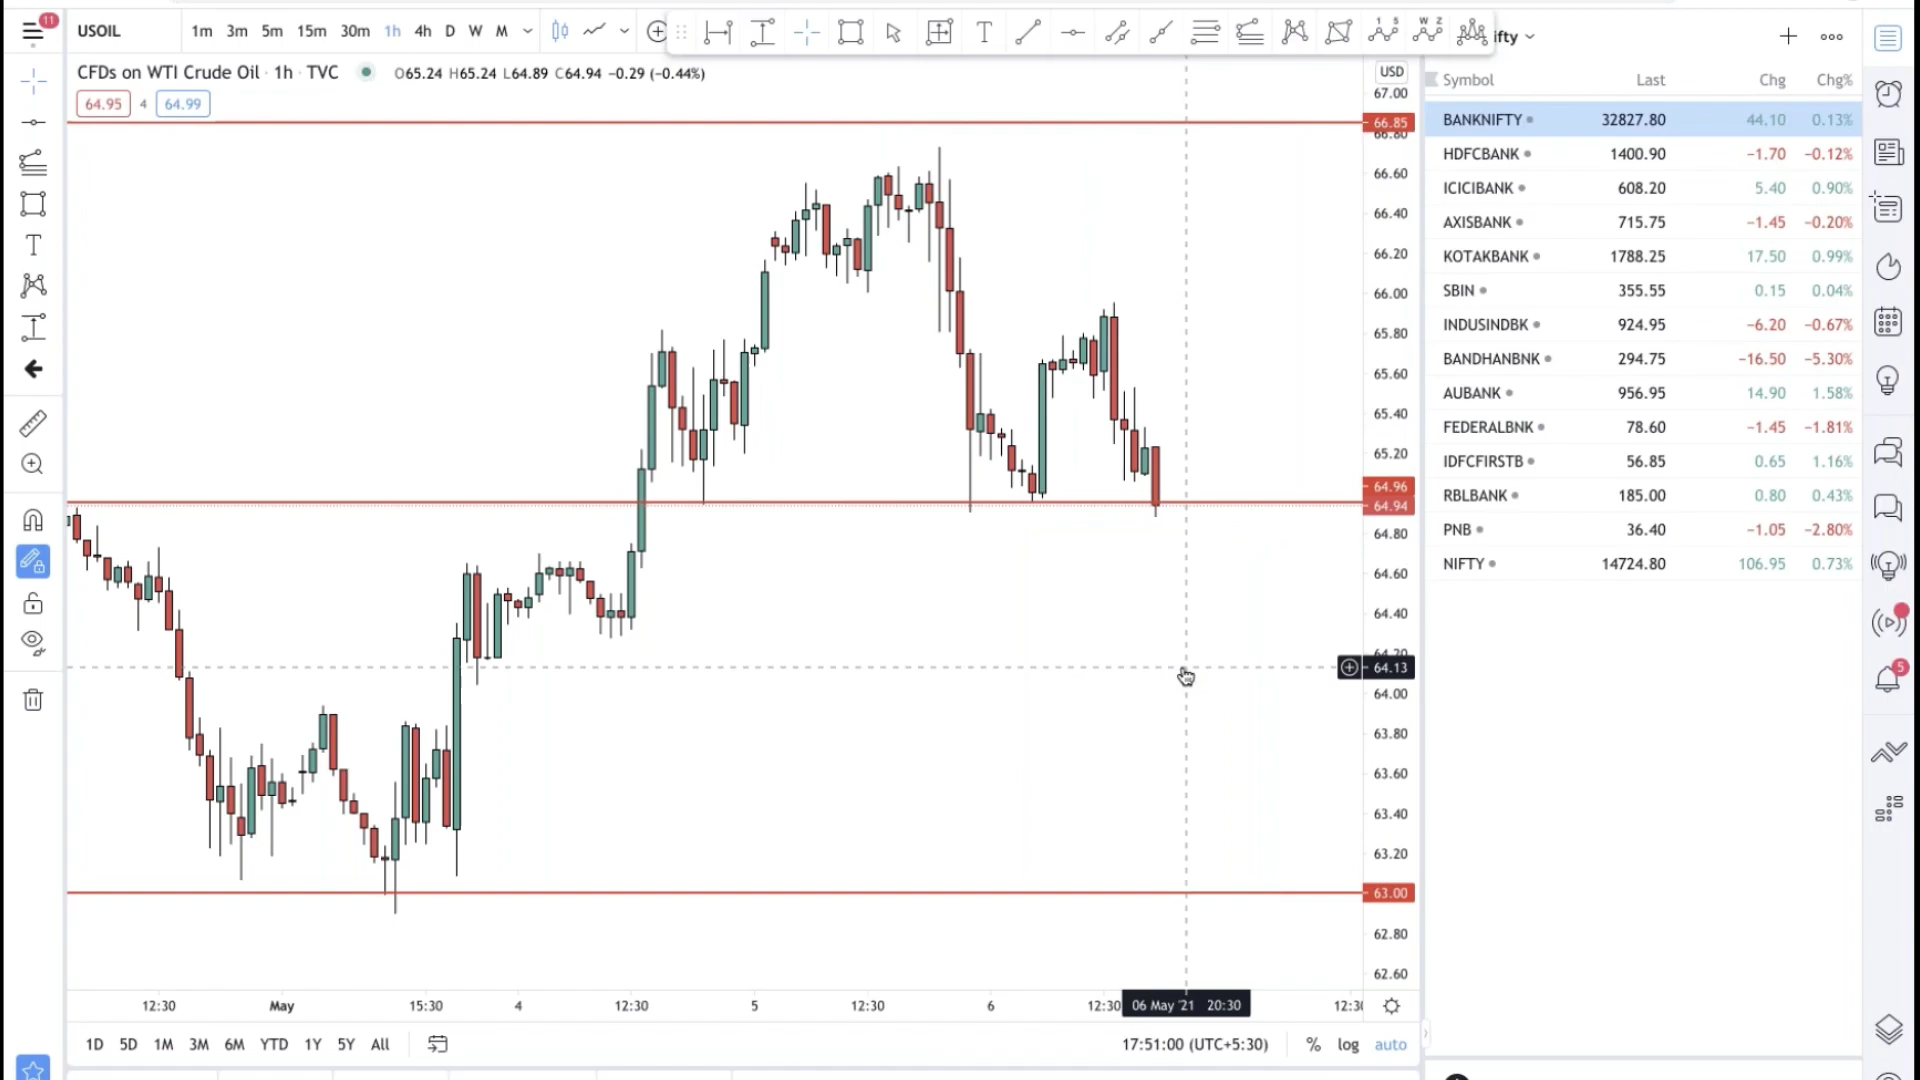 11
USOIL
1m 3m 5m 15m 30m 1h 4h D W M
ifty
CFDs on WTI Crude Oil · 1h · TVC
O65.24 H65.24 L64.89 C64.94 −0.29 (−0.44%)
64.95 4 64.99
USD
67.00
66.85
66.80
66.60
66.40
66.20
66.00
65.80
65.60
65.40
65.20
64.96
64.94
64.80
64.60
64.40
64.20
64.13
64.00
63.80
63.60
63.40
63.20
63.00
62.80
62.60
12:30 May 15:30 4 12:30 5 12:30 6 12:30 06 May '21 20:30 12:30
1D 5D 1M 3M 6M YTD 1Y 5Y All
17:51:00 (UTC+5:30) % log auto
Symbol Last Chg Chg%
BANKNIFTY 32827.80 44.10 0.13%
HDFCBANK 1400.90 −1.70 −0.12%
ICICIBANK 608.20 5.40 0.90%
AXISBANK 715.75 −1.45 −0.20%
KOTAKBANK 1788.25 17.50 0.99%
SBIN 355.55 0.15 0.04%
INDUSINDBK 924.95 −6.20 −0.67%
BANDHANBNK 294.75 −16.50 −5.30%
AUBANK 956.95 14.90 1.58%
FEDERALBNK 78.60 −1.45 −1.81%
IDFCFIRSTB 56.85 0.65 1.16%
RBLBANK 185.00 0.80 0.43%
PNB 36.40 −1.05 −2.80%
NIFTY 14724.80 106.95 0.73%
5